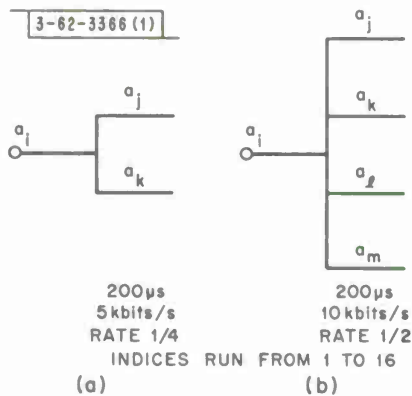 3-62-3366 (1)
a_i
a_j
a_k
200μs
5 kbits/s
RATE 1/4
a_i
a_j
a_k
a_ℓ
a_m
200μs
10 kbits/s
RATE 1/2
INDICES RUN FROM 1 TO 16
(a)
(b)